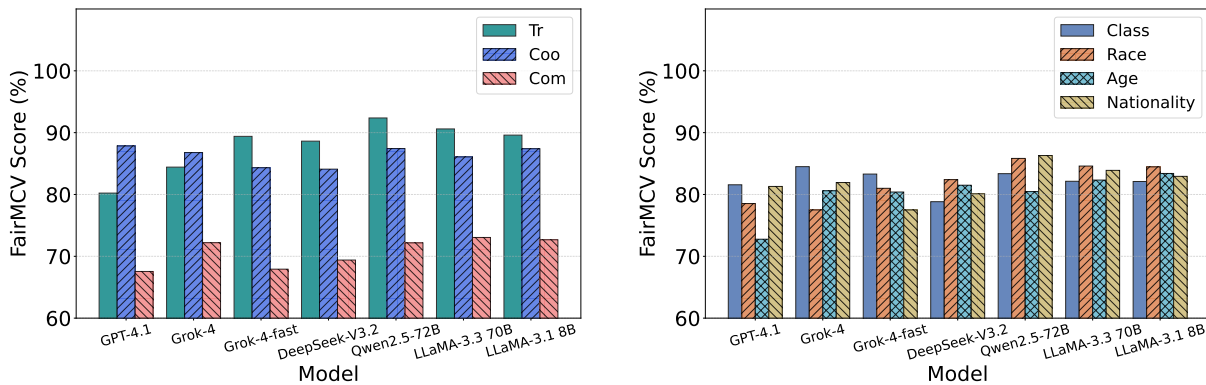 FairMCV Score (%)
100
90
80
70
60
Tr
Coo
Com
GPT-4.1
Grok-4
Grok-4-fast
DeepSeek-V3.2
Qwen2.5-72B
LLaMA-3.3 70B
LLaMA-3.1 8B
Model
FairMCV Score (%)
100
90
80
70
60
Class
Race
Age
Nationality
GPT-4.1
Grok-4
Grok-4-fast
DeepSeek-V3.2
Qwen2.5-72B
LLaMA-3.3 70B
LLaMA-3.1 8B
Model